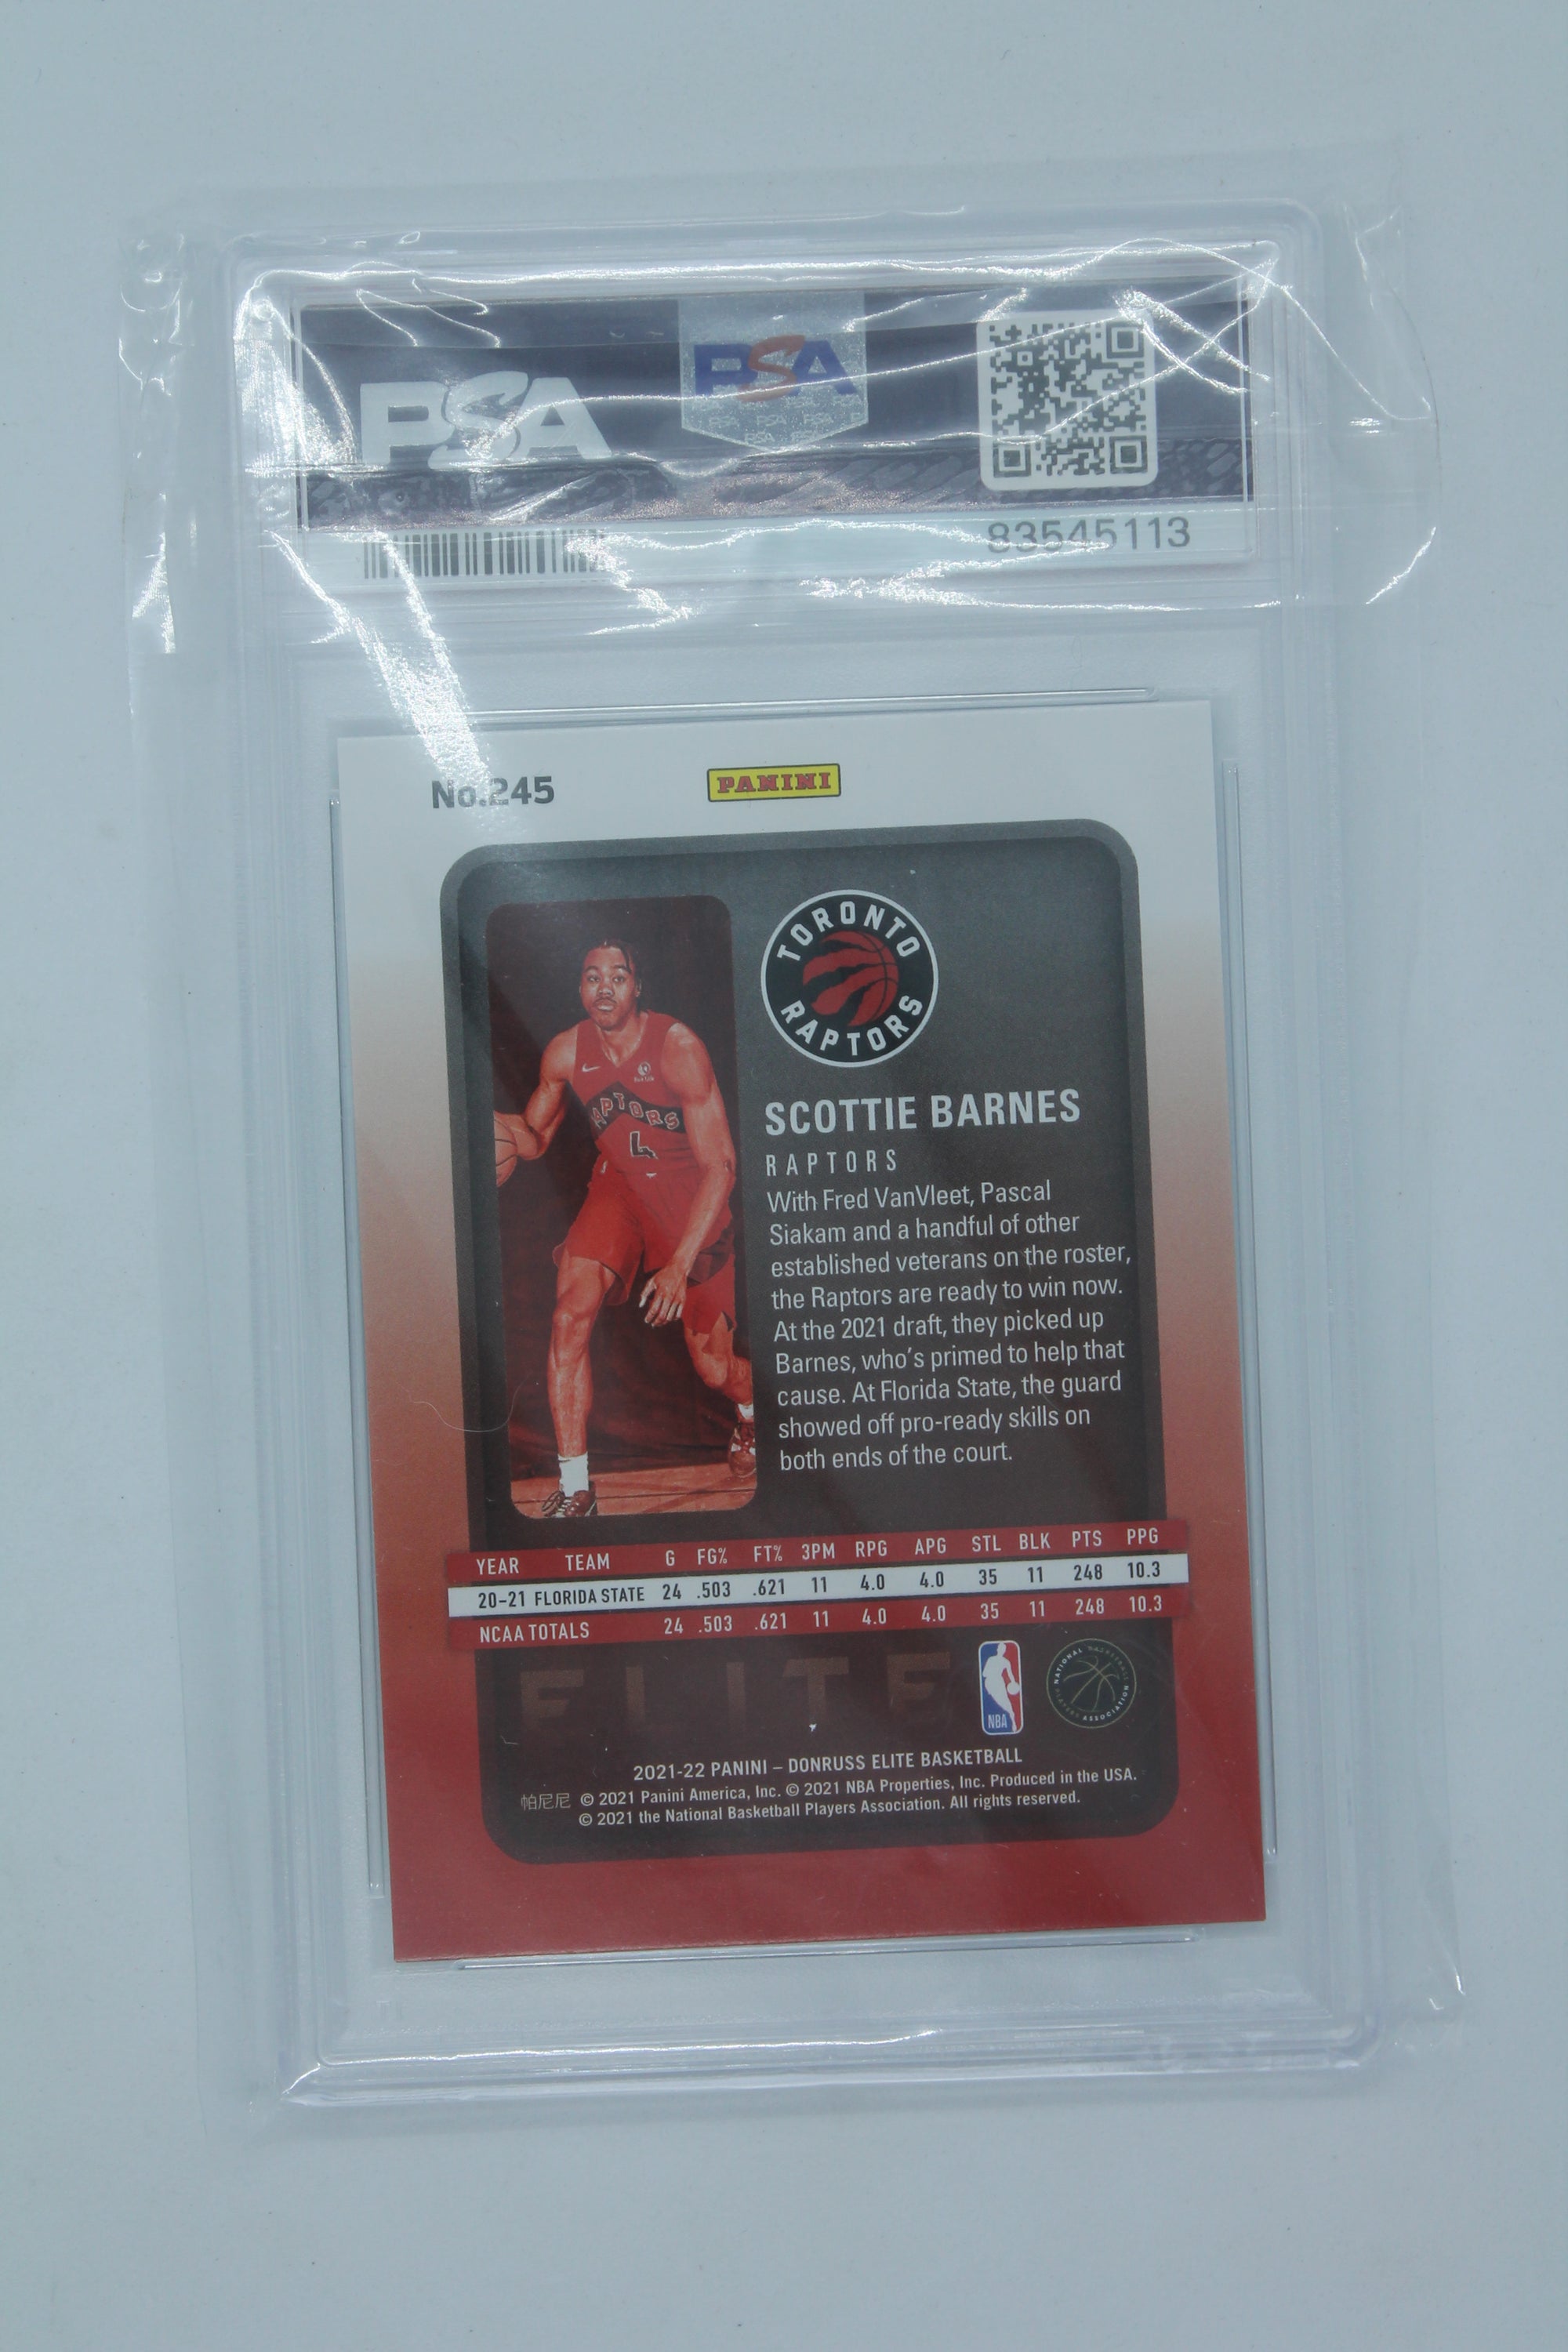 PSA
PSA
83545113
No.245
PANINI
TORONTO
RAPTORS
RAPTORS
4
SCOTTIE BARNES
RAPTORS
With Fred VanVleet, Pascal
Siakam and a handful of other
established veterans on the roster,
the Raptors are ready to win now.
At the 2021 draft, they picked up
Barnes, who's primed to help that
cause. At Florida State, the guard
showed off pro-ready skills on
both ends of the court.
YEAR TEAM G FG% FT% 3PM RPG APG STL BLK PTS PPG
20-21 FLORIDA STATE 24 .503 .621 11 4.0 4.0 35 11 248 10.3
NCAA TOTALS 24 .503 .621 11 4.0 4.0 35 11 248 10.3
ELITE
NBA
NATIONAL BASKETBALL
PLAYERS ASSOCIATION
2021-22 PANINI – DONRUSS ELITE BASKETBALL
帕尼尼 © 2021 Panini America, Inc. © 2021 NBA Properties, Inc. Produced in the USA.
© 2021 the National Basketball Players Association. All rights reserved.